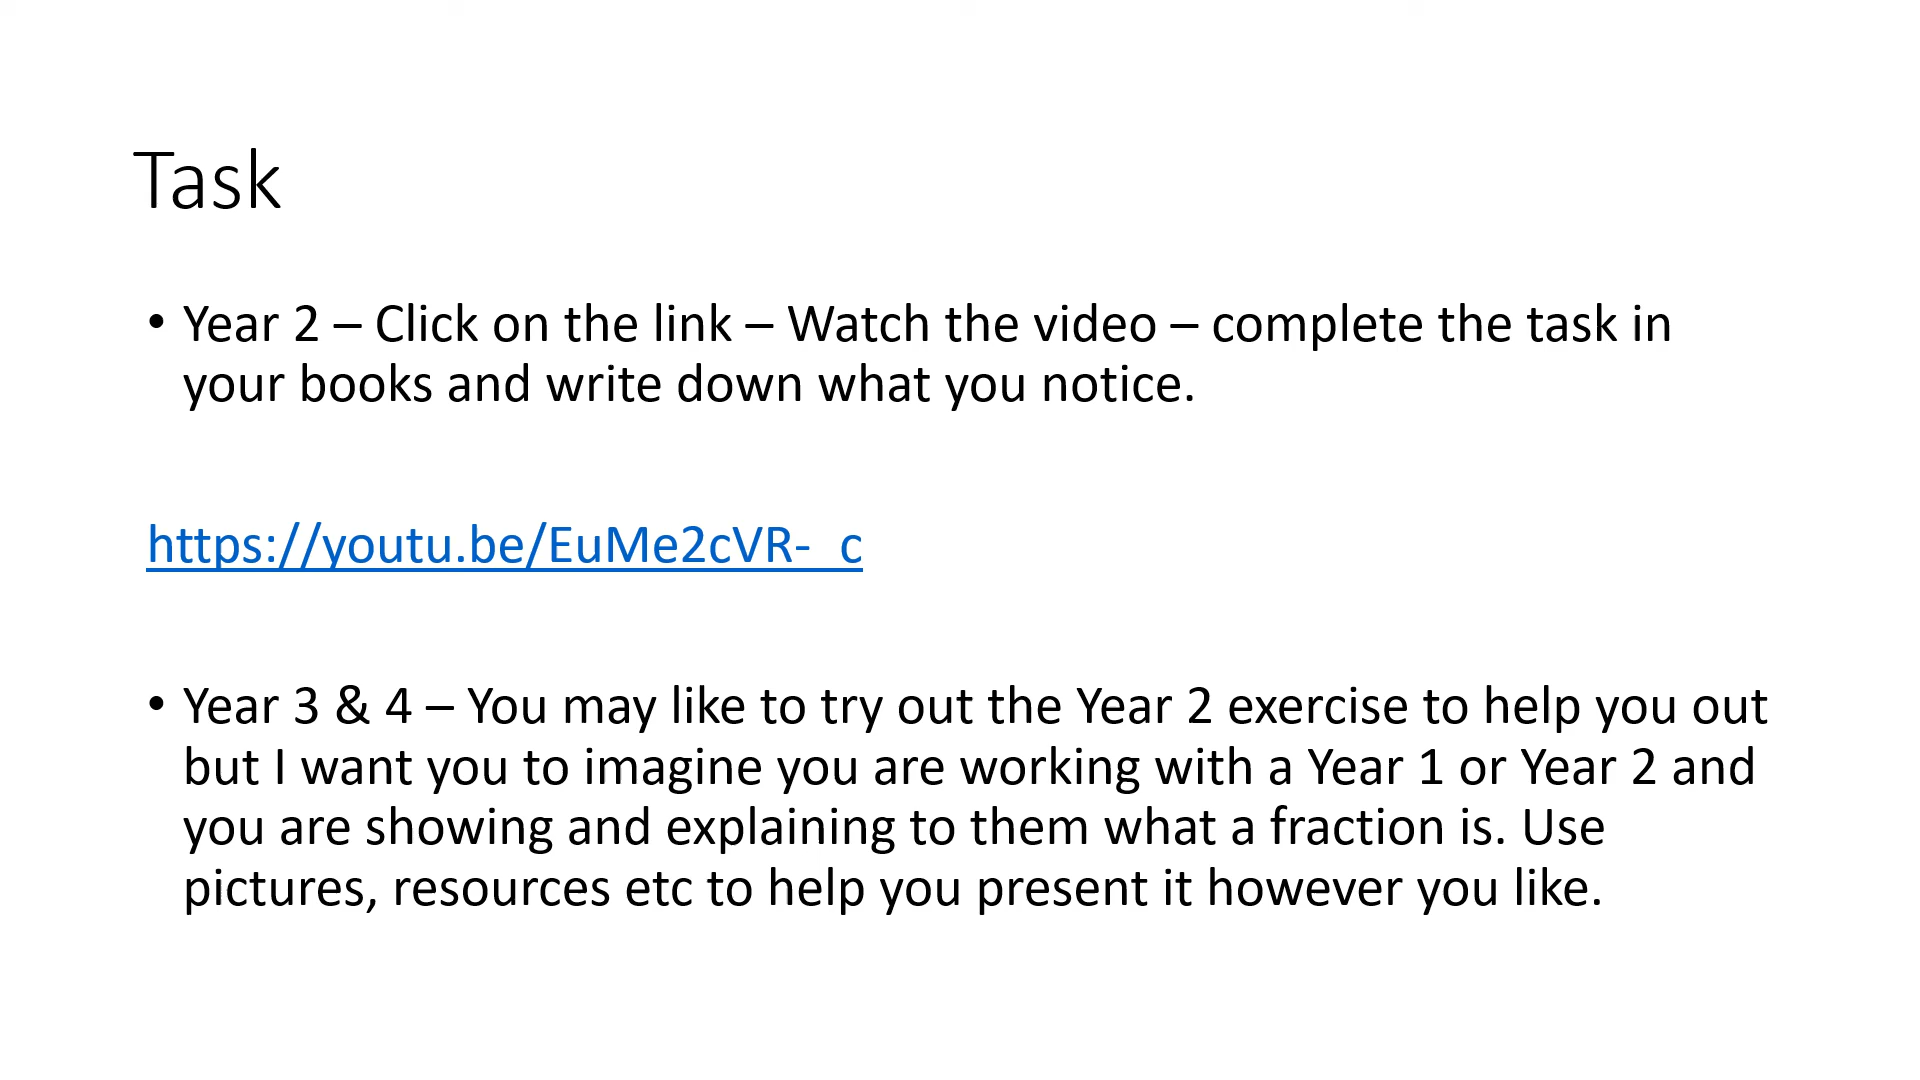 Task
• Year 2 – Click on the link – Watch the video – complete the task in
your books and write down what you notice.
https://youtu.be/EuMe2cVR-_c
• Year 3 & 4 – You may like to try out the Year 2 exercise to help you out
but I want you to imagine you are working with a Year 1 or Year 2 and
you are showing and explaining to them what a fraction is. Use
pictures, resources etc to help you present it however you like.